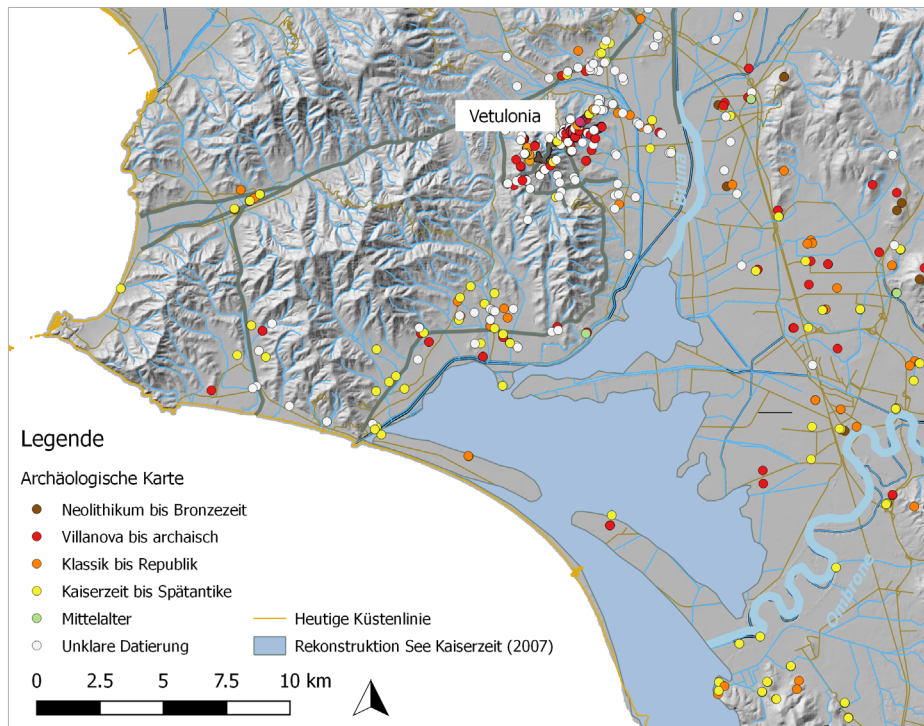 Vetulonia
Bruna
Ombrone
Legende
Archäologische Karte
Neolithikum bis Bronzezeit
Villanova bis archaisch
Klassik bis Republik
Kaiserzeit bis Spätantike
Mittelalter
Unklare Datierung
Heutige Küstenlinie
Rekonstruktion See Kaiserzeit (2007)
0 2.5 5 7.5 10 km